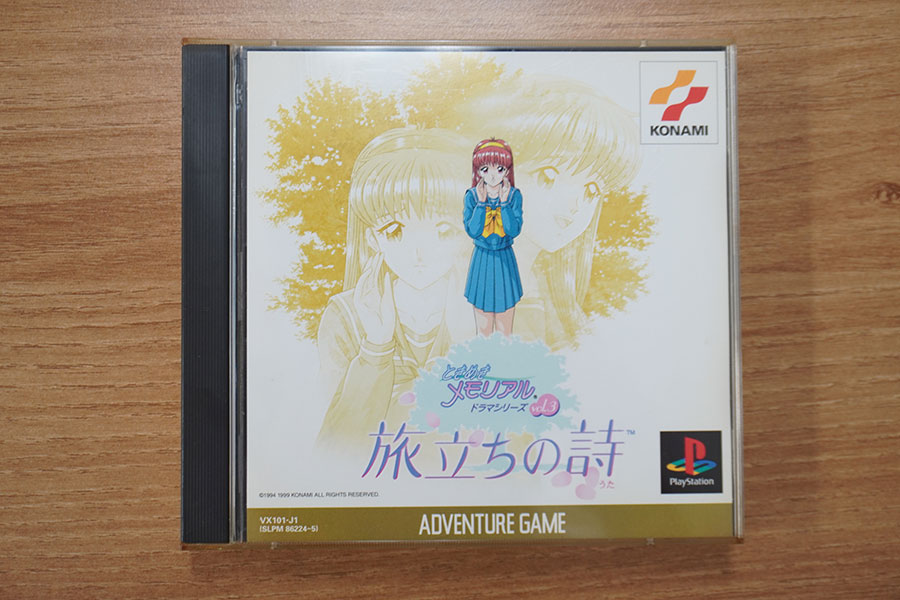 KONAMI
ときめき
メモリアル®
ドラマシリーズ VOL.3
旅立ちの詩™
うた
PlayStation
©1994 1999 KONAMI ALL RIGHTS RESERVED.
VX101-J1
(SLPM 86224~5)
ADVENTURE GAME